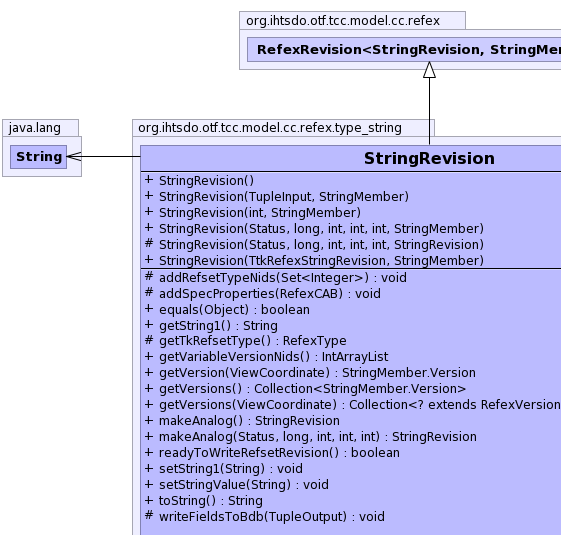 org.ihtsdo.otf.tcc.model.cc.refex
RefexRevision<StringRevision, StringMem
java.lang
String
org.ihtsdo.otf.tcc.model.cc.refex.type_string
StringRevision
+ StringRevision()
+ StringRevision(TupleInput, StringMember)
+ StringRevision(int, StringMember)
+ StringRevision(Status, long, int, int, int, StringMember)
# StringRevision(Status, long, int, int, int, StringRevision)
+ StringRevision(TtkRefexStringRevision, StringMember)
# addRefsetTypeNids(Set<Integer>) : void
# addSpecProperties(RefexCAB) : void
+ equals(Object) : boolean
+ getString1() : String
# getTkRefsetType() : RefexType
+ getVariableVersionNids() : IntArrayList
+ getVersion(ViewCoordinate) : StringMember.Version
+ getVersions() : Collection<StringMember.Version>
+ getVersions(ViewCoordinate) : Collection<? extends RefexVersion
+ makeAnalog() : StringRevision
+ makeAnalog(Status, long, int, int, int) : StringRevision
+ readyToWriteRefsetRevision() : boolean
+ setString1(String) : void
+ setStringValue(String) : void
+ toString() : String
# writeFieldsToBdb(TupleOutput) : void